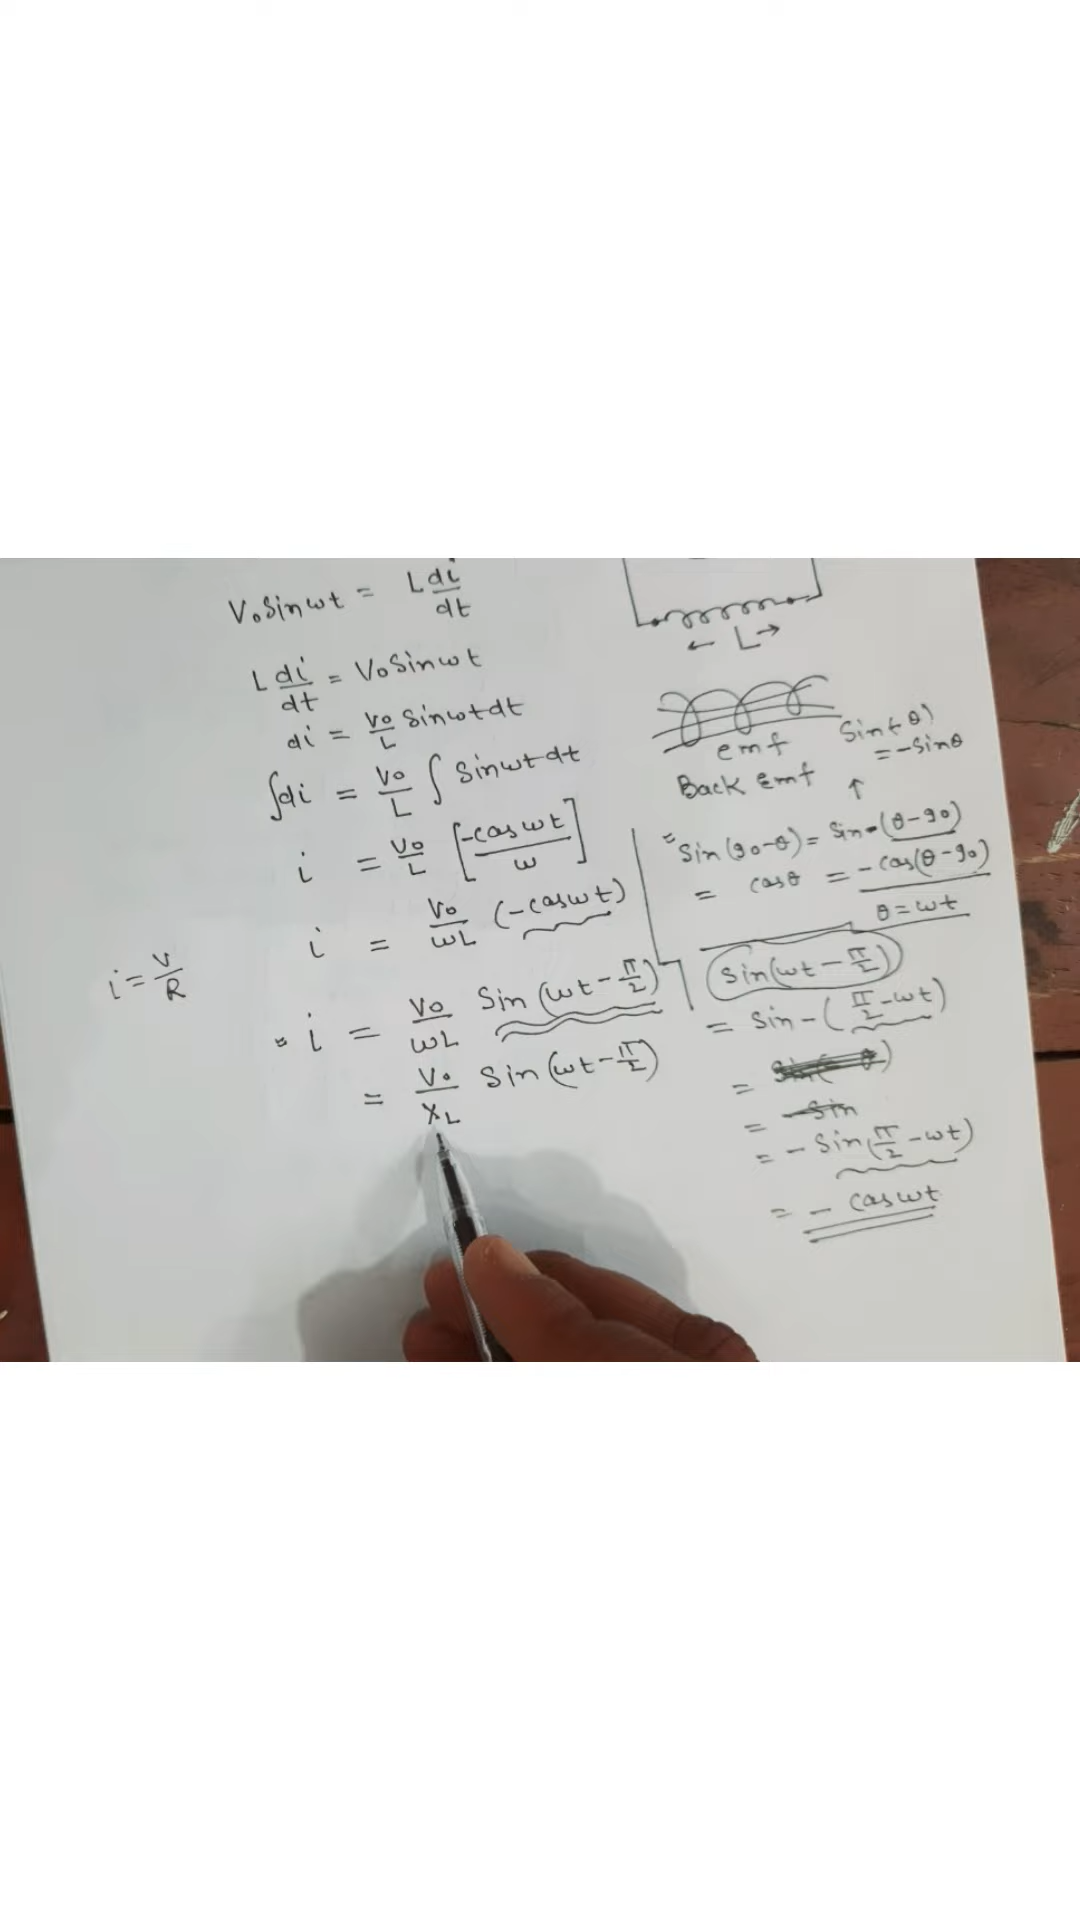 V₀Sinωt = L di/dt
L di/dt = V₀Sinωt
di = V₀/L Sinωtdt
∫di = V₀/L ∫ Sinωtdt
i = V₀/L [-Cosωt/ω]
i = V₀/ωL (-Cosωt)
i = V/R
i = V₀/ωL Sin(ωt-π/2)
= V₀/X_L Sin(ωt-π/2)
← L →
emf
Back Emf
Sin(-θ)
= -Sinθ
↑
Sin(90-θ) = Sin-(θ-90)
= Cosθ = -Cos(θ-90)
θ = ωt
Sin(ωt-π/2)
= Sin-(π/2-ωt)
=
= -Sin
= -Sin(π/2-ωt)
= -Cosωt